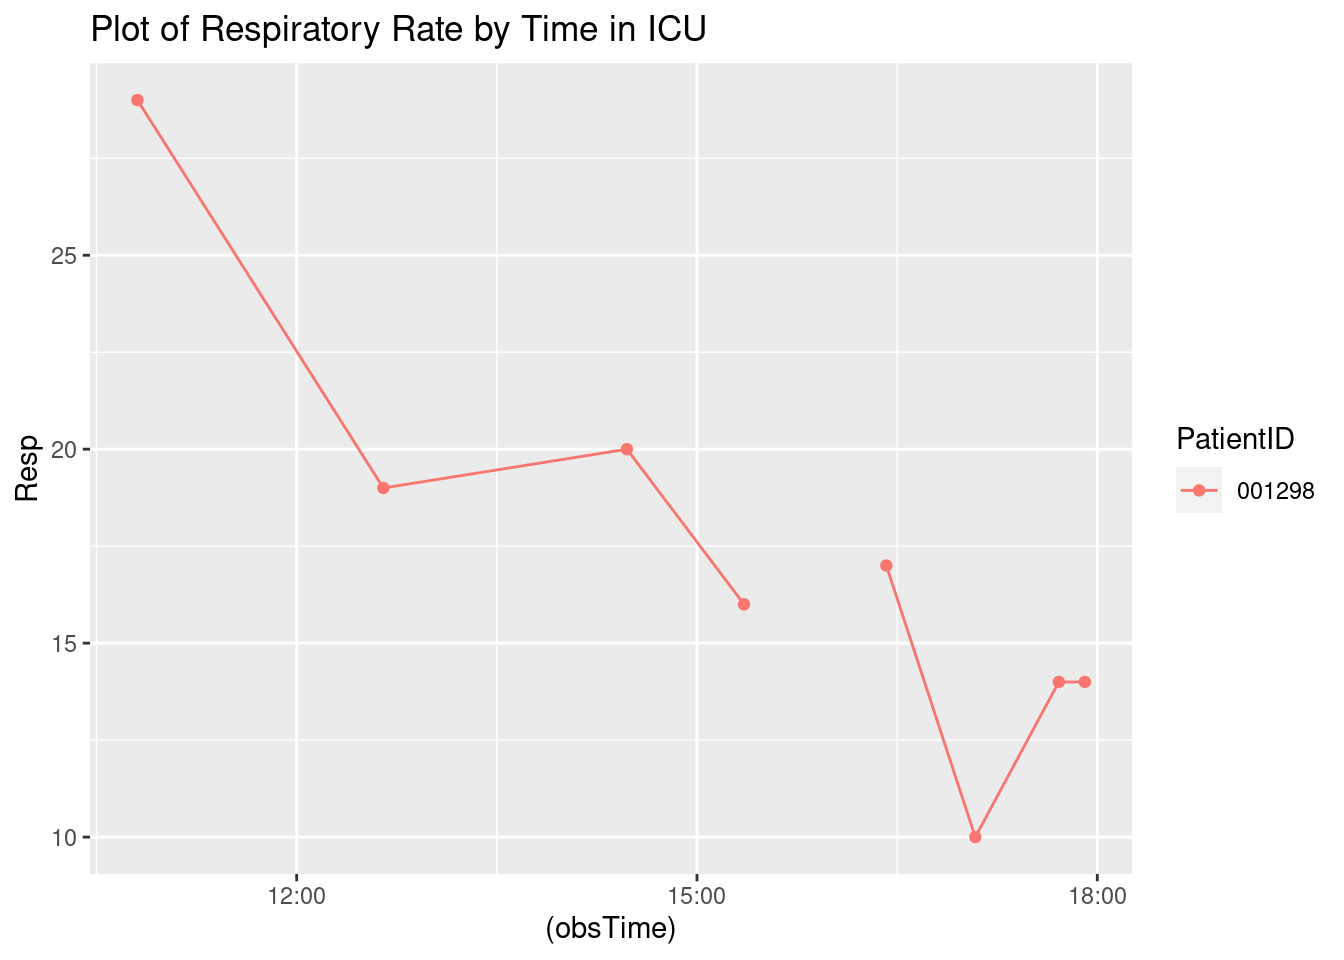 Plot of Respiratory Rate by Time in ICU
25
20
15
10
Resp
12:00
15:00
18:00
(obsTime)
PatientID
001298